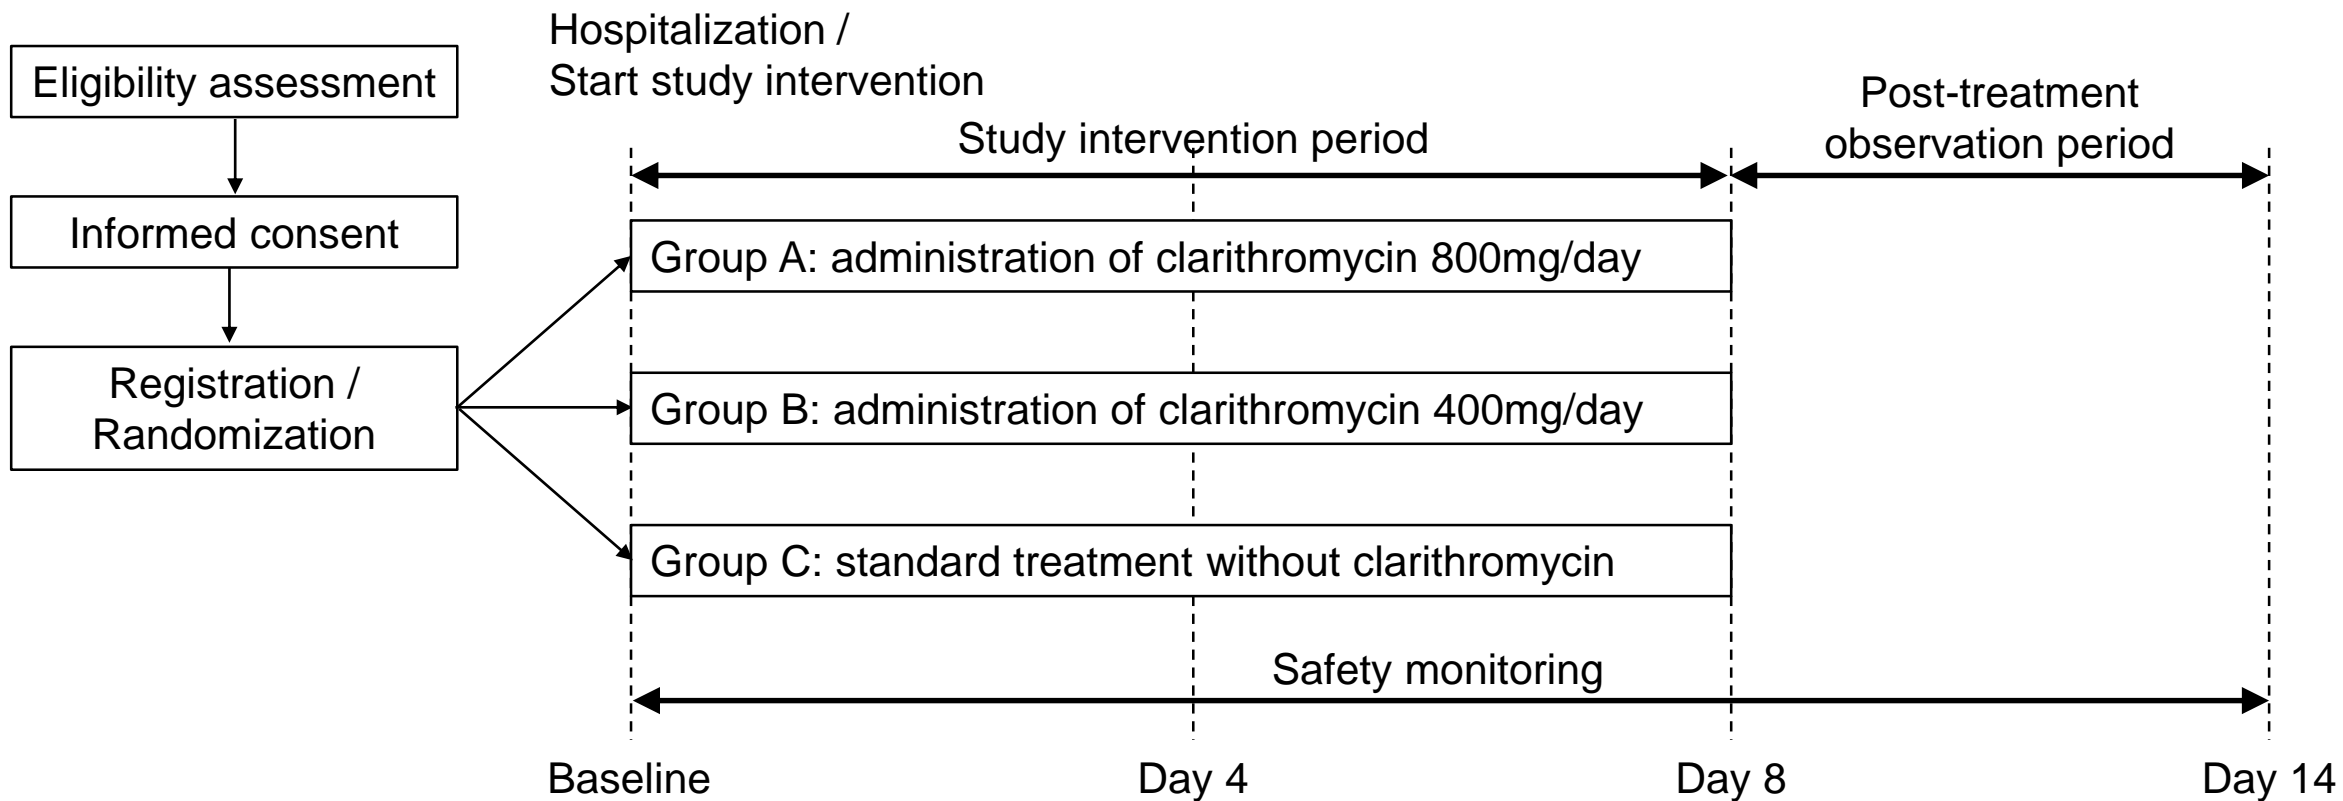 Eligibility assessment
Informed consent
Registration /
Randomization
Hospitalization /
Start study intervention
Study intervention period
Post-treatment
observation period
Group A: administration of clarithromycin 800mg/day
Group B: administration of clarithromycin 400mg/day
Group C: standard treatment without clarithromycin
Safety monitoring
Baseline
Day 4
Day 8
Day 14